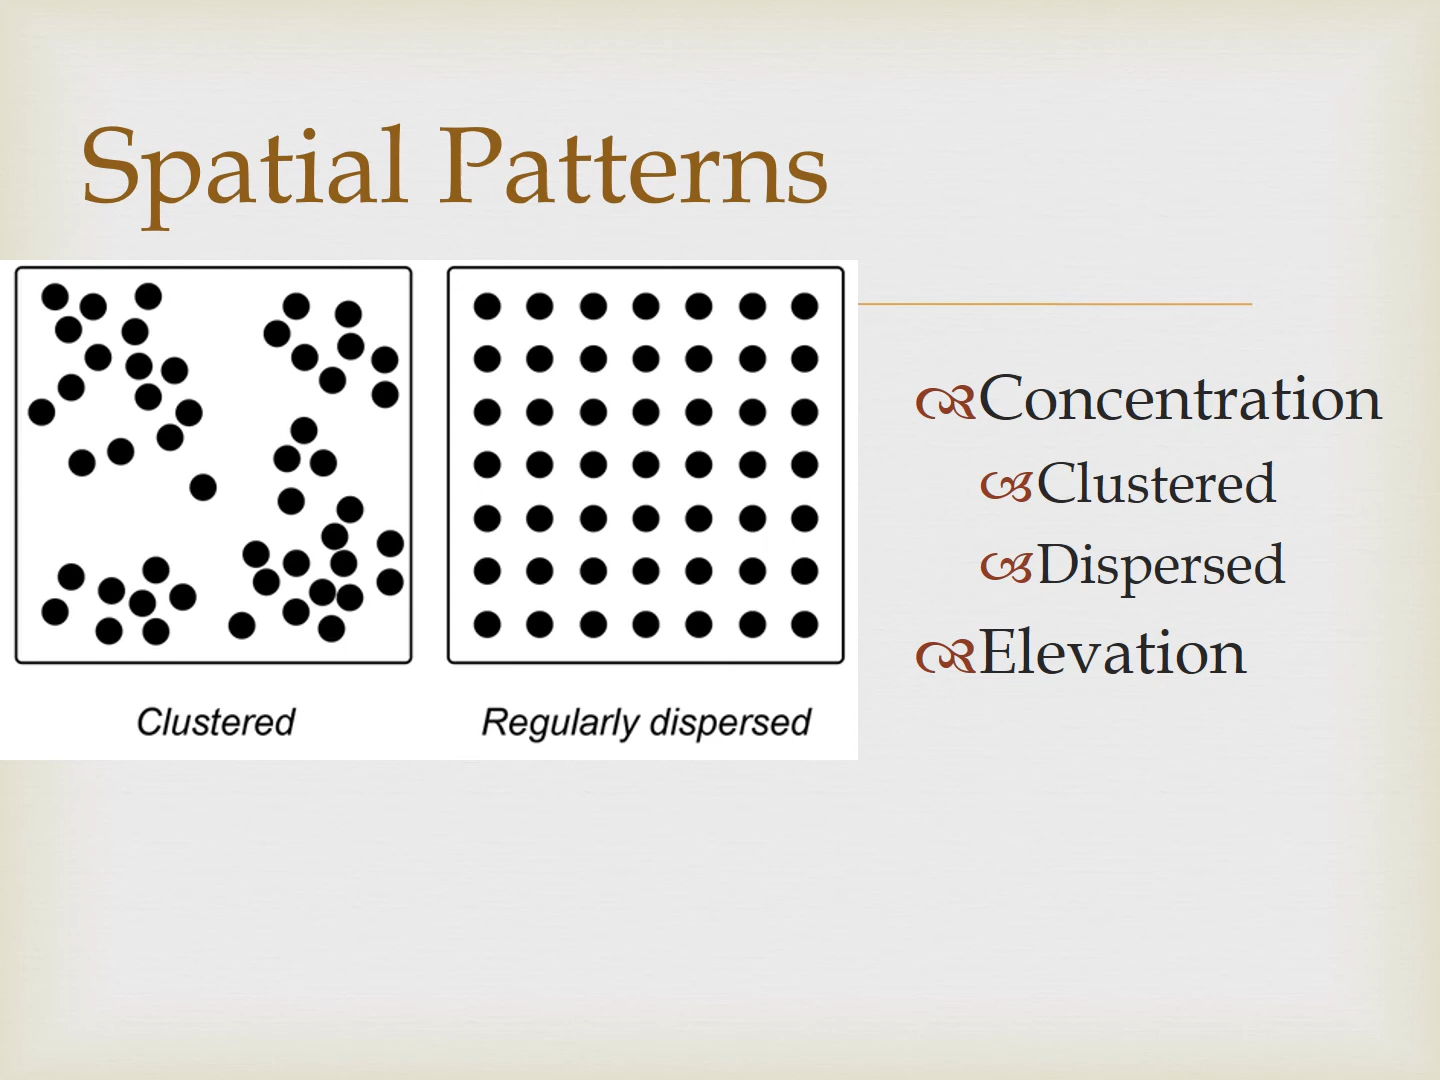 Spatial Patterns
Clustered
Regularly dispersed
Concentration
Clustered
Dispersed
Elevation